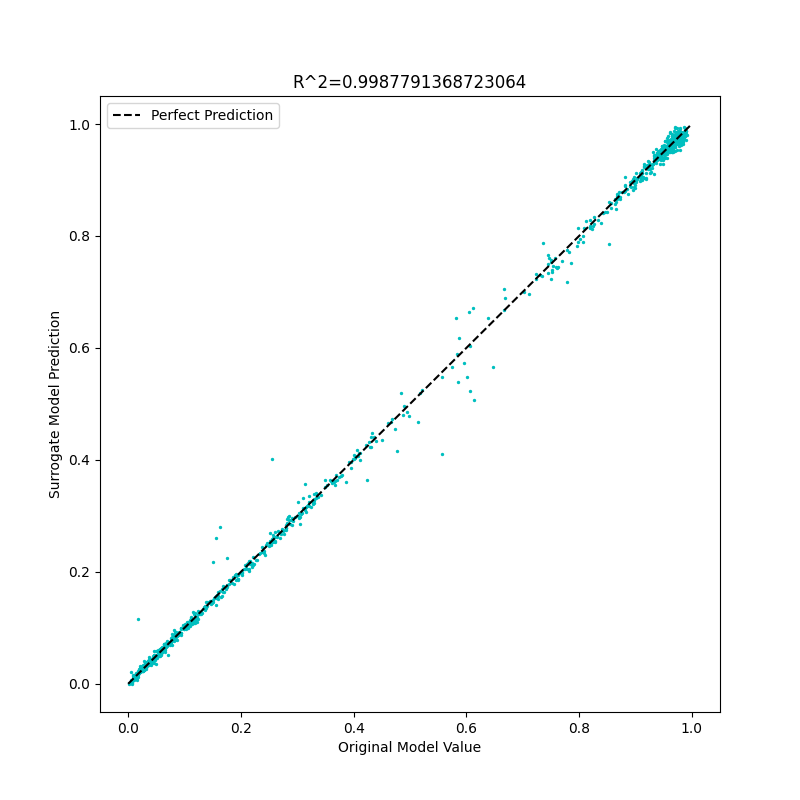 R^2=0.9987791368723064
Perfect Prediction
1.0
0.8
0.6
0.4
0.2
0.0
Surrogate Model Prediction
0.0 0.2 0.4 0.6 0.8 1.0
Original Model Value